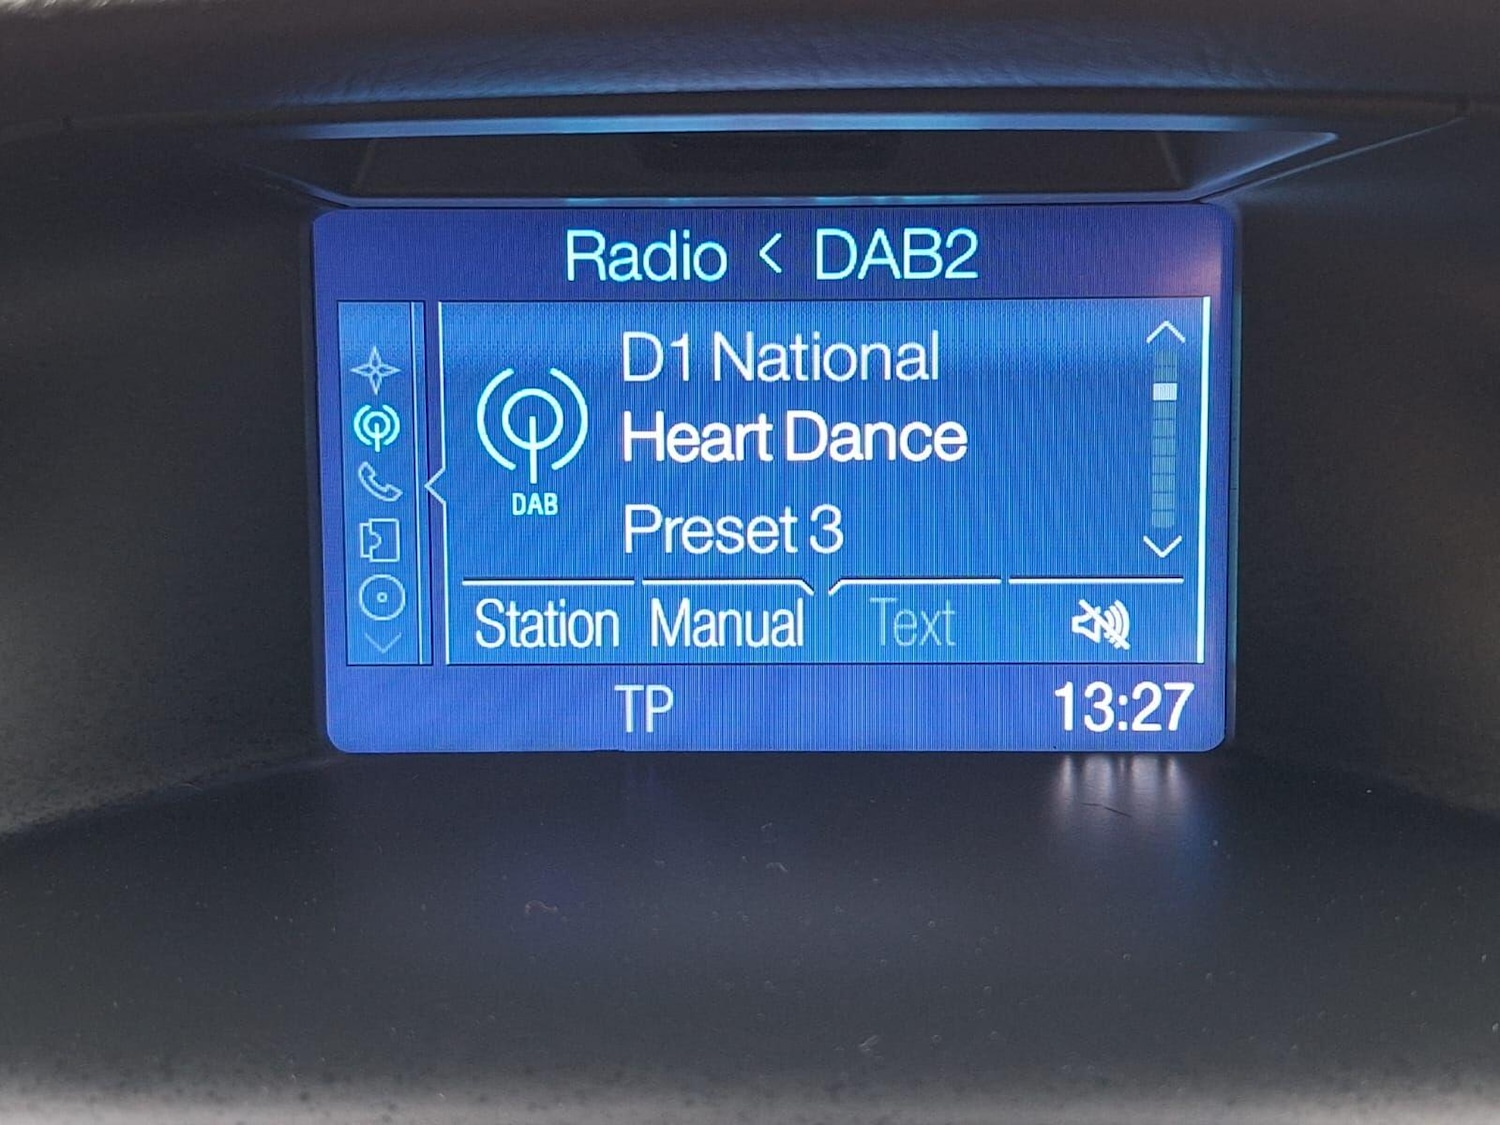 Radio < DAB2
D1 National
Heart Dance
DAB
Preset 3
Station Manual Text
TP 13:27